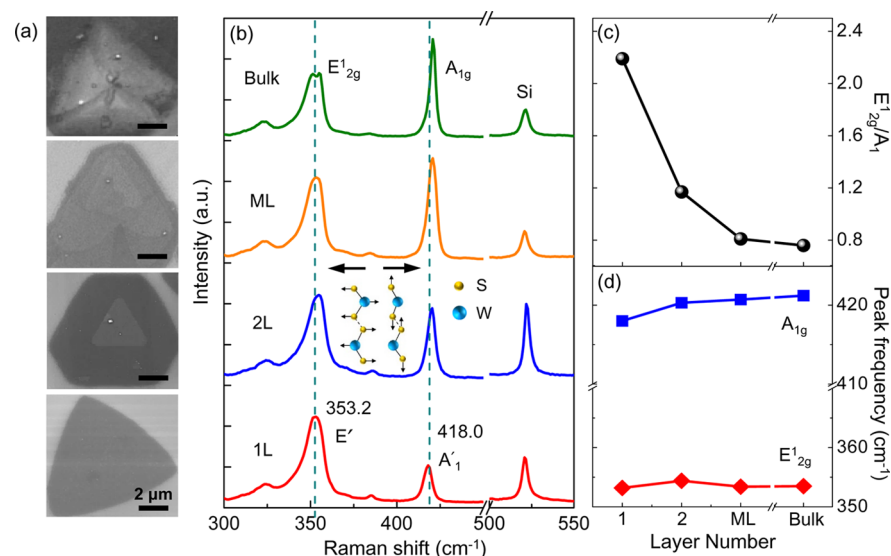 (a)
2 μm
(b)
Bulk
E¹₂g
A₁g
Si
ML
S
W
2L
1L
353.2
E′
418.0
A′₁
Intensity (a.u.)
300 350 400 500 550
Raman shift (cm⁻¹)
(c)
2.4
2.0
1.6
1.2
0.8
E¹₂g/A₁
(d)
420
A₁g
410
360
E¹₂g
350
Peak frequency (cm⁻¹)
1 2 ML Bulk
Layer Number